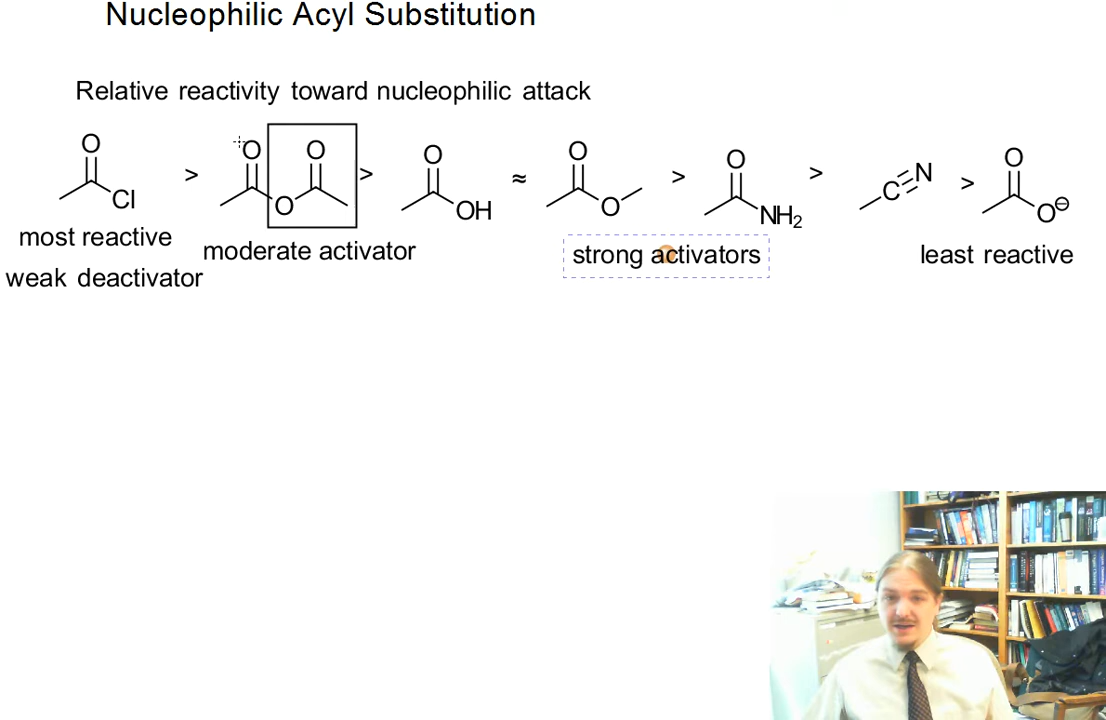 Nucleophilic Acyl Substitution
Relative reactivity toward nucleophilic attack
O O O O O O O
> > ≈ > > >
Cl O OH O NH2 C N O⊖
most reactive moderate activator strong activators least reactive
weak deactivator